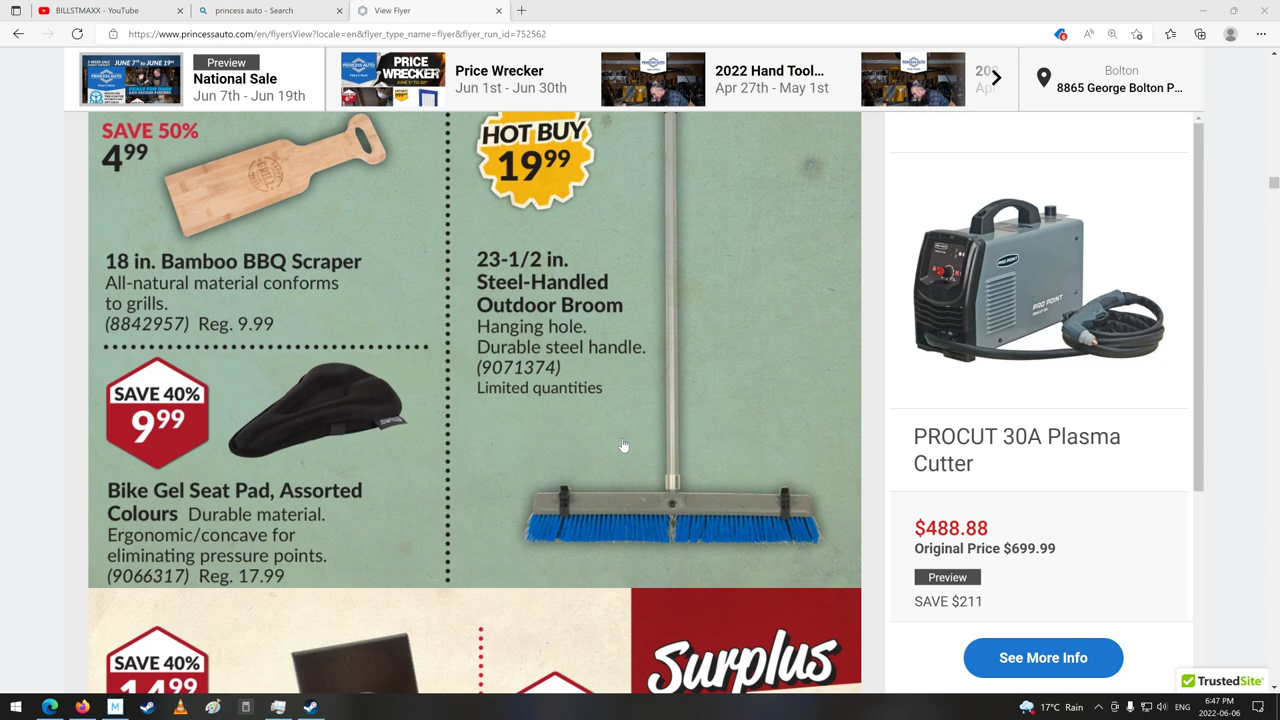 BILLSTMAXX - YouTube
princess auto - Search
View Flyer
https://www.princessauto.com/en/flyersView?locale=en&flyer_type_name=flyer&flyer_run_id=752562
Preview
National Sale
Jun 7th - Jun 19th
PRICE
WRECKER
Price Wrecker
Jun 1st - Jun 30th
2022 Hand Tool...
Apr 27th - May 1st
Bolton
8865 George Bolton P...
SAVE 50%
4.99
HOT BUY
19.99
18 in. Bamboo BBQ Scraper
All-natural material conforms
to grills.
(8842957) Reg. 9.99
23-1/2 in.
Steel-Handled
Outdoor Broom
Hanging hole.
Durable steel handle.
(9071374)
Limited quantities
SAVE 40%
9.99
Bike Gel Seat Pad, Assorted
Colours Durable material.
Ergonomic/concave for
eliminating pressure points.
(9066317) Reg. 17.99
SAVE 40%
14.99
Surplus
PRO POINT
PROCUT 30A Plasma
Cutter
$488.88
Original Price $699.99
Preview
SAVE $211
See More Info
TrustedSite
17°C Rain
ENG
6:47 PM
2022-06-06